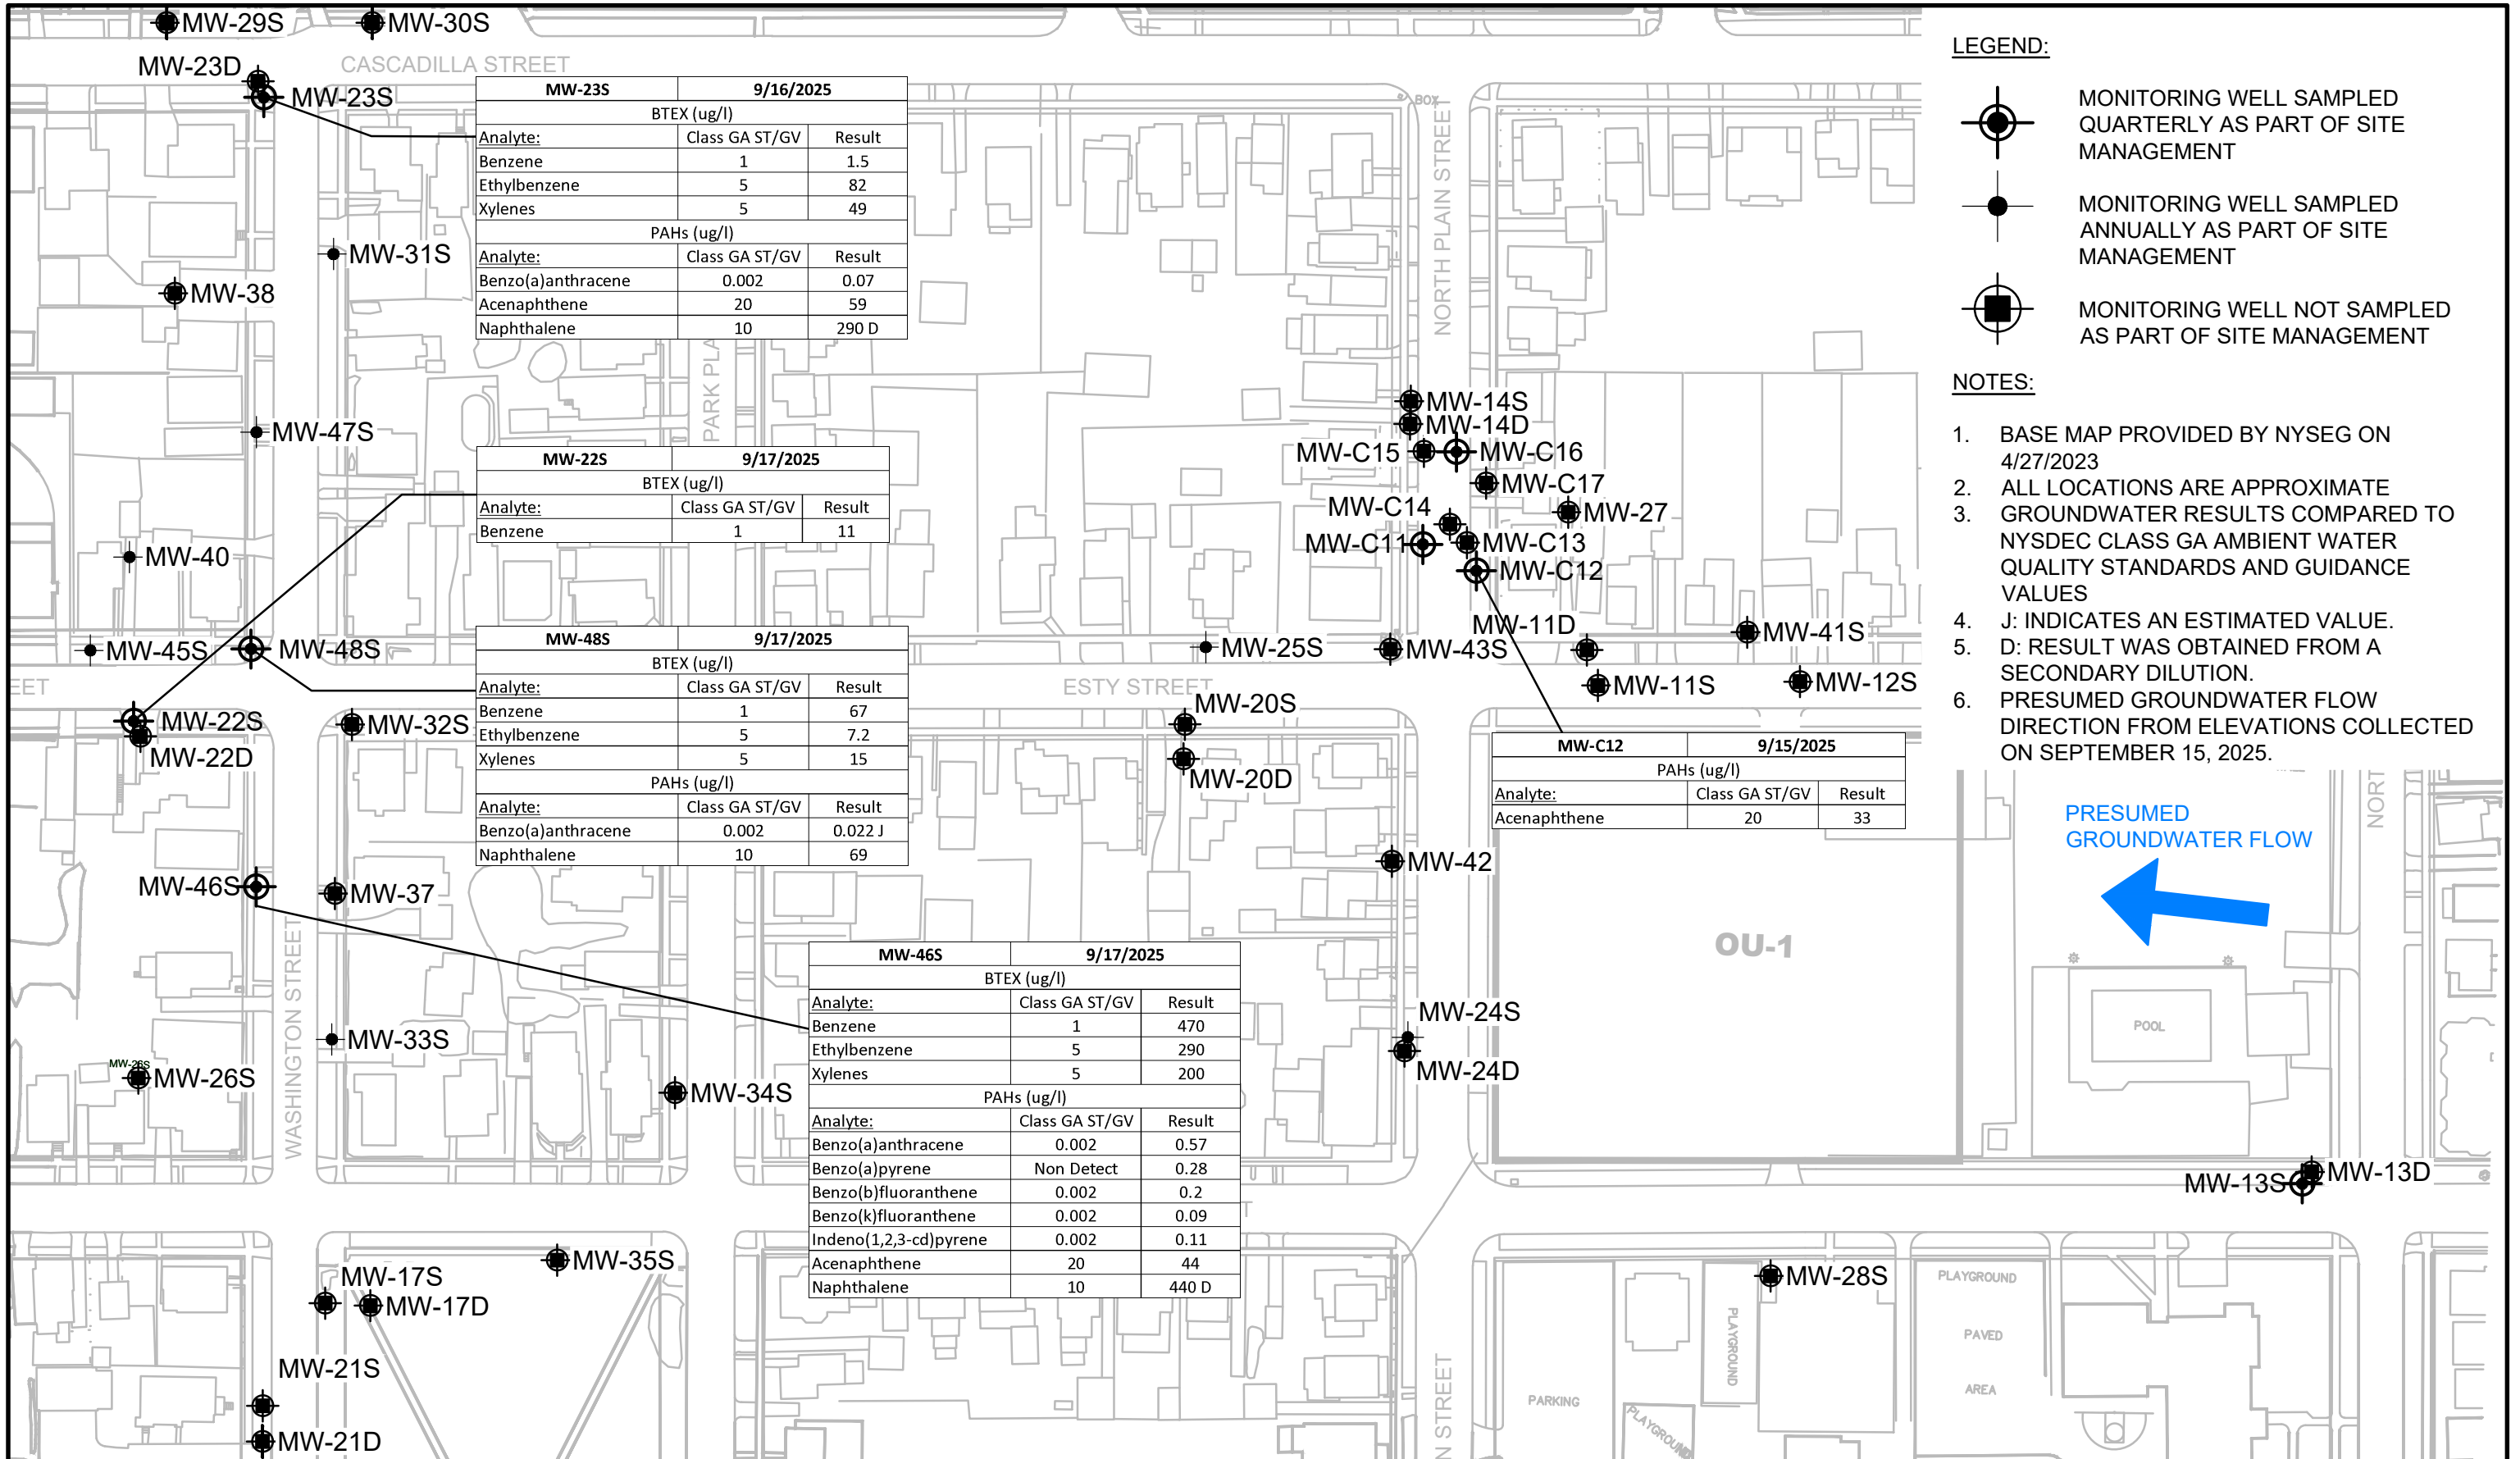 MW-29S
MW-30S
MW-23D
CASCADILLA STREET
MW-23S
MW-23S 9/16/2025
BTEX (ug/l)
Analyte: Class GA ST/GV Result
Benzene 1 1.5
Ethylbenzene 5 82
Xylenes 5 49
PAHs (ug/l)
Analyte: Class GA ST/GV Result
Benzo(a)anthracene 0.002 0.07
Acenaphthene 20 59
Naphthalene 10 290 D
BOX
NORTH PLAIN STREET
MW-31S
MW-38
PARK PLA
MW-47S
MW-14S
MW-14D
MW-C15
MW-C16
MW-C17
MW-C14
MW-27
MW-C11
MW-C13
MW-C12
MW-22S 9/17/2025
BTEX (ug/l)
Analyte: Class GA ST/GV Result
Benzene 1 11
MW-40
MW-45S
MW-48S
MW-48S 9/17/2025
BTEX (ug/l)
Analyte: Class GA ST/GV Result
Benzene 1 67
Ethylbenzene 5 7.2
Xylenes 5 15
PAHs (ug/l)
Analyte: Class GA ST/GV Result
Benzo(a)anthracene 0.002 0.022 J
Naphthalene 10 69
MW-25S
MW-43S
MW-11D
MW-41S
MW-11S
MW-12S
EET
ESTY STREET
MW-22S
MW-22D
MW-32S
MW-20S
MW-20D
MW-C12 9/15/2025
PAHs (ug/l)
Analyte: Class GA ST/GV Result
Acenaphthene 20 33
MW-46S
MW-37
MW-42
WASHINGTON STREET
MW-46S 9/17/2025
BTEX (ug/l)
Analyte: Class GA ST/GV Result
Benzene 1 470
Ethylbenzene 5 290
Xylenes 5 200
PAHs (ug/l)
Analyte: Class GA ST/GV Result
Benzo(a)anthracene 0.002 0.57
Benzo(a)pyrene Non Detect 0.28
Benzo(b)fluoranthene 0.002 0.2
Benzo(k)fluoranthene 0.002 0.09
Indeno(1,2,3-cd)pyrene 0.002 0.11
Acenaphthene 20 44
Naphthalene 10 440 D
OU-1
MW-24S
MW-24D
MW-33S
MW-26S
MW-26S
MW-34S
POOL
MW-13S
MW-13D
T
MW-35S
MW-17S
MW-17D
MW-21S
MW-21D
MW-28S
PLAYGROUND
PLAYGROUND
PAVED
AREA
PARKING
PLAYGROUND
N STREET
NORT
LEGEND:
MONITORING WELL SAMPLED
QUARTERLY AS PART OF SITE
MANAGEMENT
MONITORING WELL SAMPLED
ANNUALLY AS PART OF SITE
MANAGEMENT
MONITORING WELL NOT SAMPLED
AS PART OF SITE MANAGEMENT
NOTES:
1. BASE MAP PROVIDED BY NYSEG ON
4/27/2023
2. ALL LOCATIONS ARE APPROXIMATE
3. GROUNDWATER RESULTS COMPARED TO
NYSDEC CLASS GA AMBIENT WATER
QUALITY STANDARDS AND GUIDANCE
VALUES
4. J: INDICATES AN ESTIMATED VALUE.
5. D: RESULT WAS OBTAINED FROM A
SECONDARY DILUTION.
6. PRESUMED GROUNDWATER FLOW
DIRECTION FROM ELEVATIONS COLLECTED
ON SEPTEMBER 15, 2025.
PRESUMED
GROUNDWATER FLOW